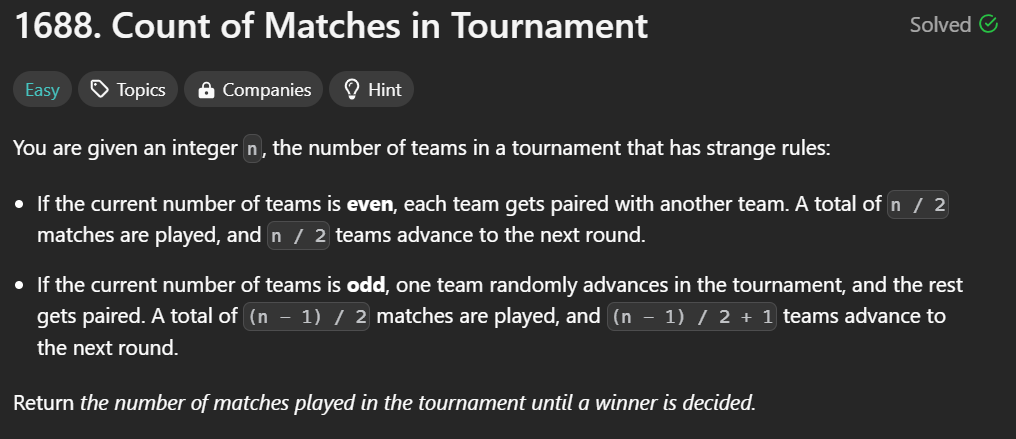 1688. Count of Matches in Tournament
Solved
Easy
Topics
Companies
Hint
You are given an integer n, the number of teams in a tournament that has strange rules:
• If the current number of teams is even, each team gets paired with another team. A total of n / 2
matches are played, and n / 2 teams advance to the next round.
• If the current number of teams is odd, one team randomly advances in the tournament, and the rest
gets paired. A total of (n - 1) / 2 matches are played, and (n - 1) / 2 + 1 teams advance to
the next round.
Return the number of matches played in the tournament until a winner is decided.